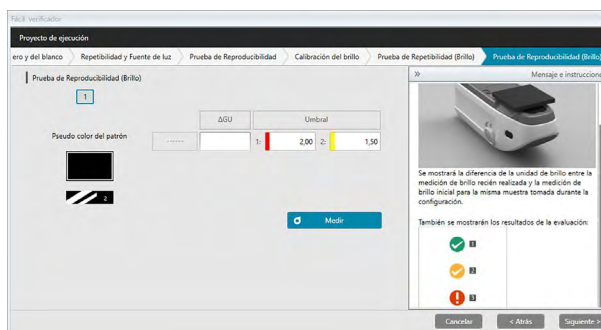 Fácil verificador
Proyecto de ejecución
ero y del blanco
Repetibilidad y Fuente de luz
Prueba de Reproducibilidad
Calibración del brillo
Prueba de Repetibilidad (Brillo)
Prueba de Reproducibilidad (Brillo)
Prueba de Reproducibilidad (Brillo)
1
ΔGU
Umbral
Pseudo color del patrón
------
1: 2,00 2: 1,50
2
Medir
»
Mensaje e instruccione
Se mostrará la diferencia de la unidad de brillo entre la
medición de brillo recién realizada y la medición de
brillo inicial para la misma muestra tomada durante la
configuración.
También se mostrarán los resultados de la evaluación:
1
2
3
Cancelar
< Atrás
Siguiente >